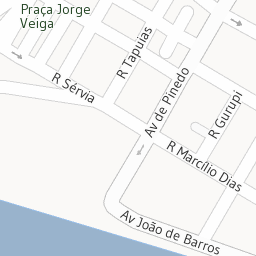 Praça Jorge
Veiga
R Tapuias
R Sérvia
Av de Pinedo
R Gurupi
R Marcílio Dias
Av João de Barros